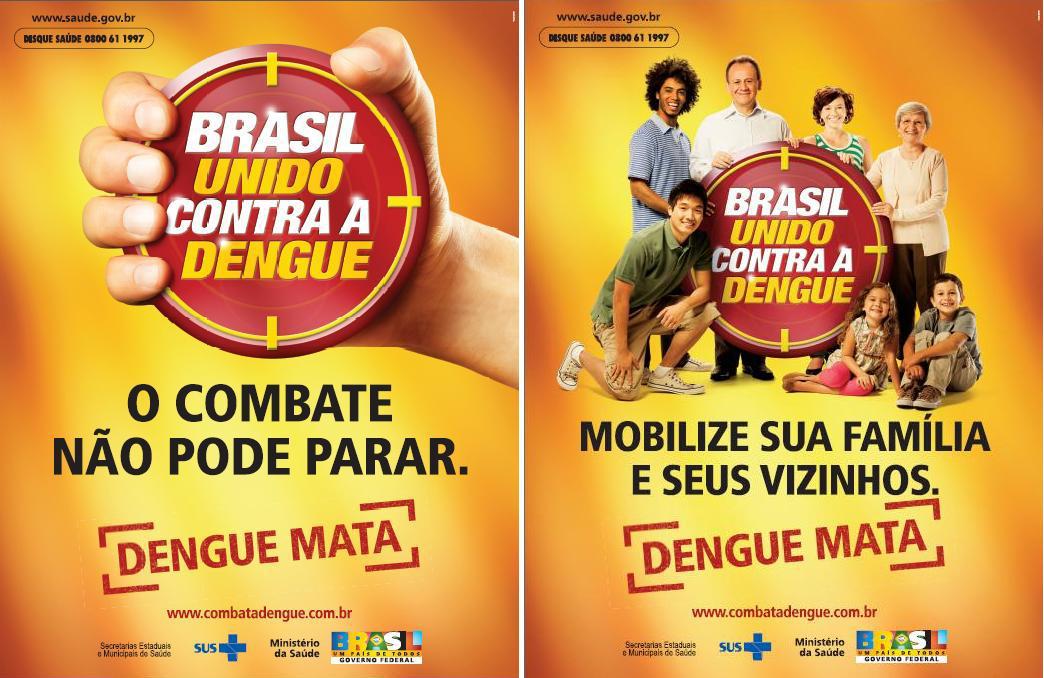 www.saude.gov.br
DISQUE SAÚDE 0800 61 1997
BRASIL
UNIDO
CONTRA A
DENGUE
O COMBATE
NÃO PODE PARAR.
DENGUE MATA
www.combatadengue.com.br
Secretarias Estaduais
e Municipais de Saúde
SUS
Ministério
da Saúde
BRASIL
UM PAÍS DE TODOS
GOVERNO FEDERAL
www.saude.gov.br
DISQUE SAÚDE 0800 61 1997
BRASIL
UNIDO
CONTRA A
DENGUE
MOBILIZE SUA FAMÍLIA
E SEUS VIZINHOS.
DENGUE MATA
www.combatadengue.com.br
Secretarias Estaduais
e Municipais de Saúde
SUS
Ministério
da Saúde
BRASIL
UM PAÍS DE TODOS
GOVERNO FEDERAL